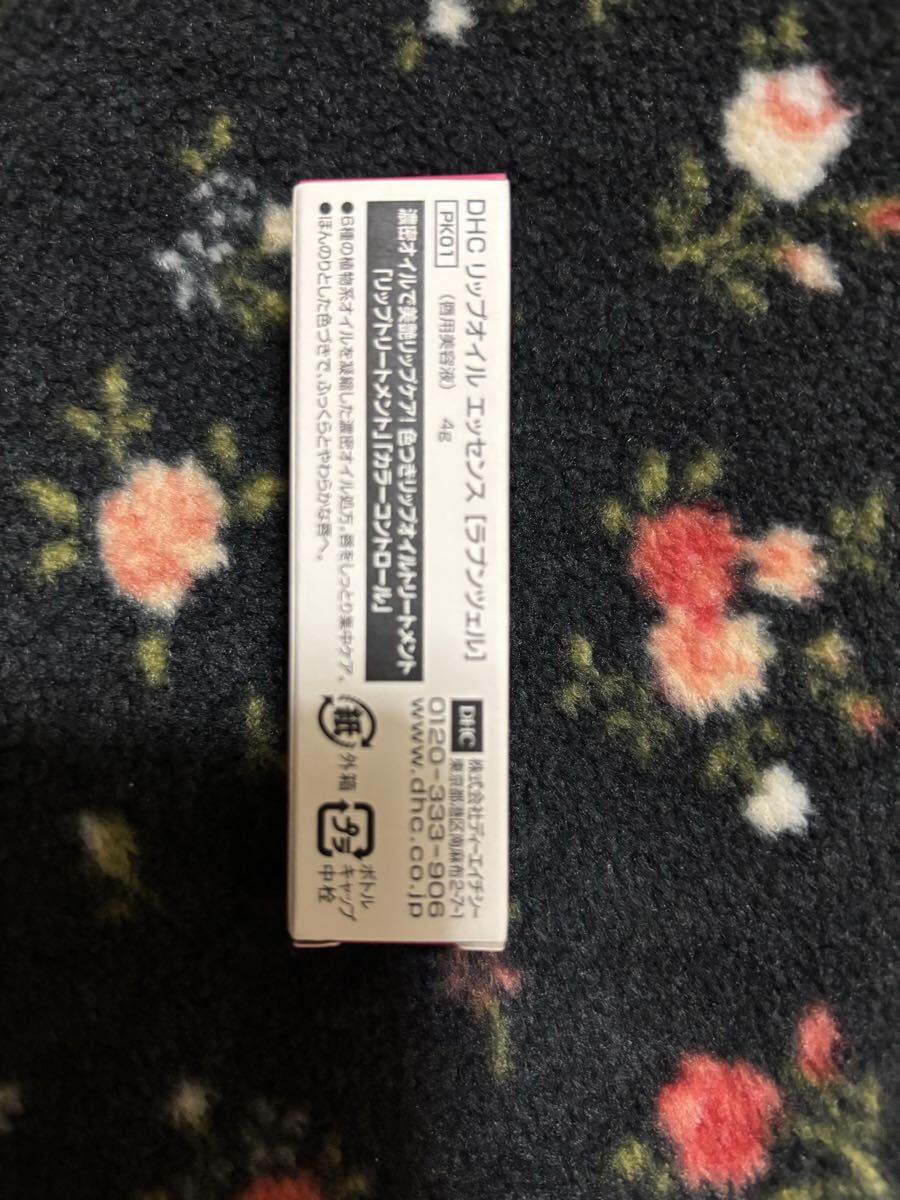 DHC リップオイル エッセンス [ラプンツェル]
PK01 (唇用美容液) 4g
濃密オイルで美艶リップケア! 色つきリップオイルトリートメント
「リップトリートメント」「カラーコントロール」
●6種の植物系オイルを凝縮した濃密オイル処方。唇をしっとり集中ケア。
●ほんのりとした色づきで、ふっくらとやわらかな唇へ。
DHC 株式会社ディーエイチシー
東京都港区南麻布2-7-1
0120-333-906
www.dhc.co.jp
紙 外箱
プラ ボトル
キャップ
中栓